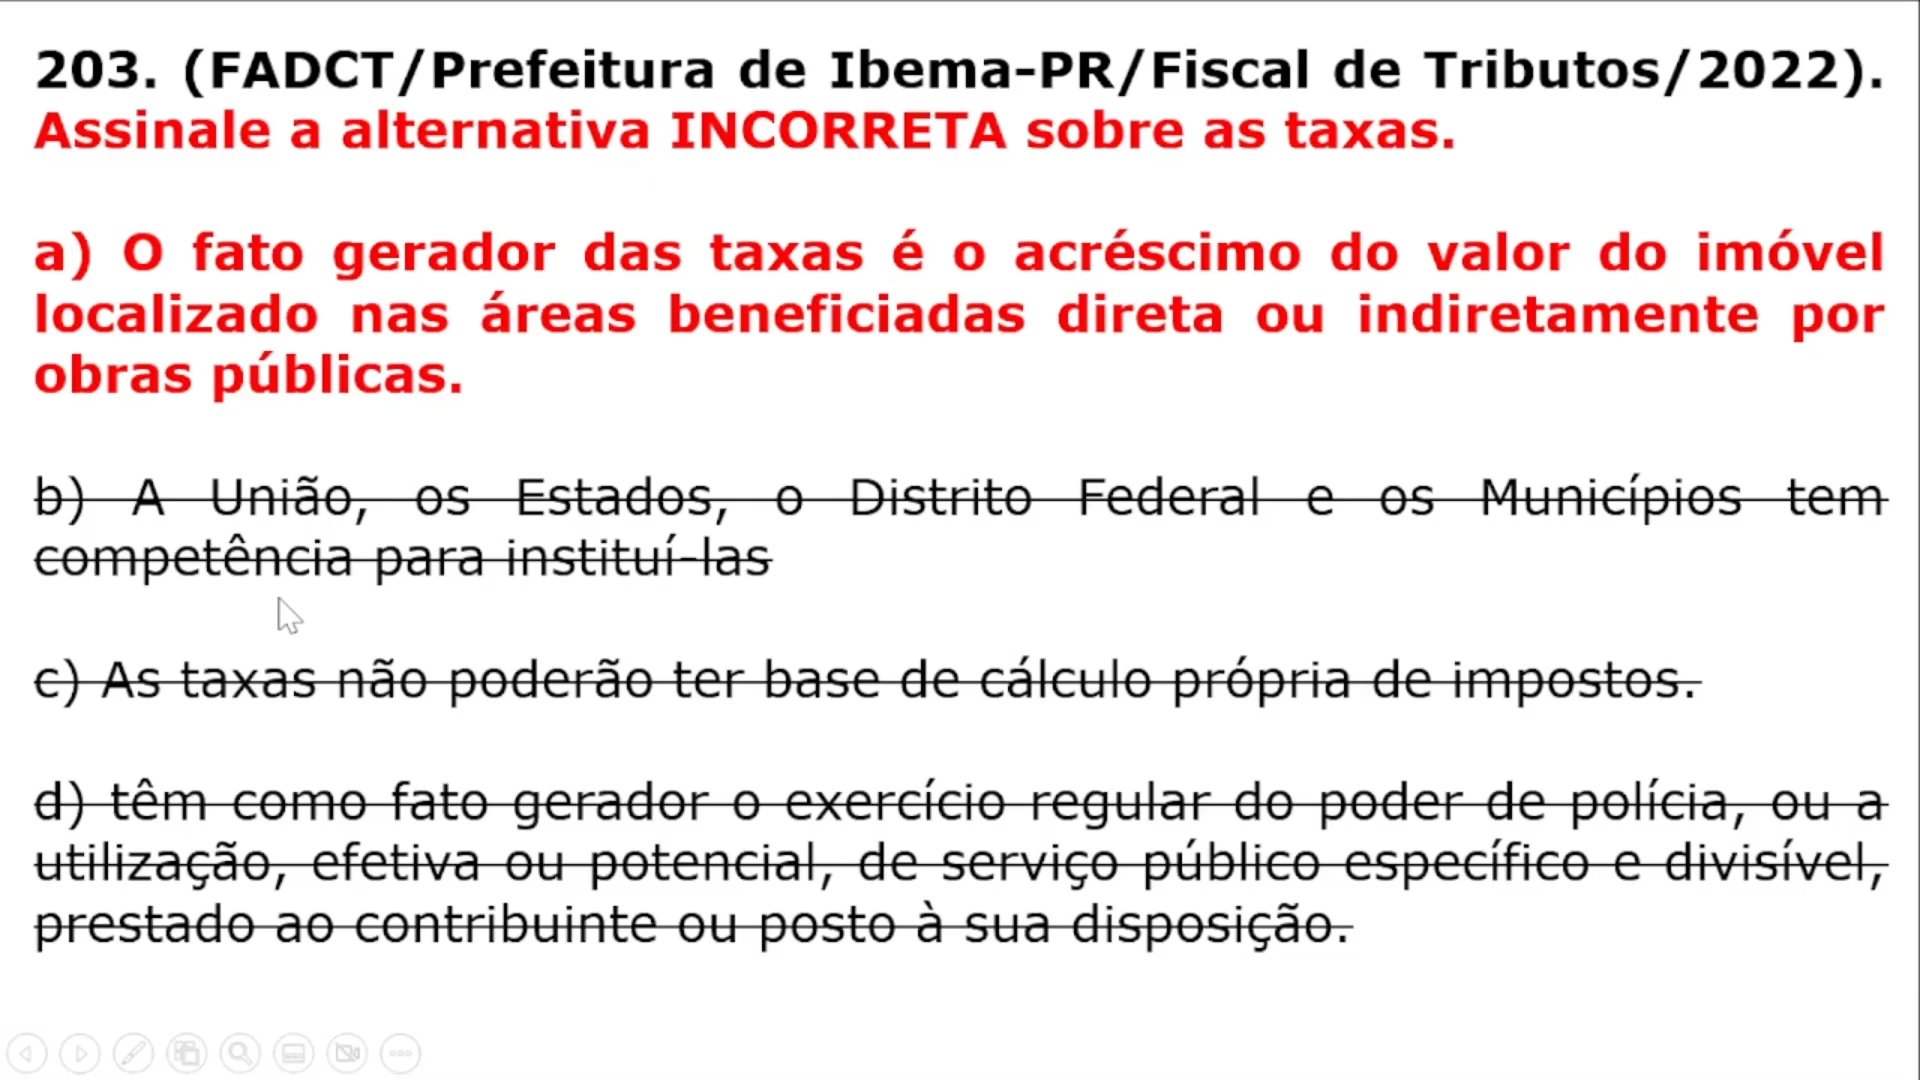 203. (FADCT/Prefeitura de Ibema-PR/Fiscal de Tributos/2022).
Assinale a alternativa INCORRETA sobre as taxas.
a) O fato gerador das taxas é o acréscimo do valor do imóvel
localizado nas áreas beneficiadas direta ou indiretamente por
obras públicas.
b) A União, os Estados, o Distrito Federal e os Municípios tem
competência para instituí-las
c) As taxas não poderão ter base de cálculo própria de impostos.
d) têm como fato gerador o exercício regular do poder de polícia, ou a
utilização, efetiva ou potencial, de serviço público específico e divisível,
prestado ao contribuinte ou posto à sua disposição.